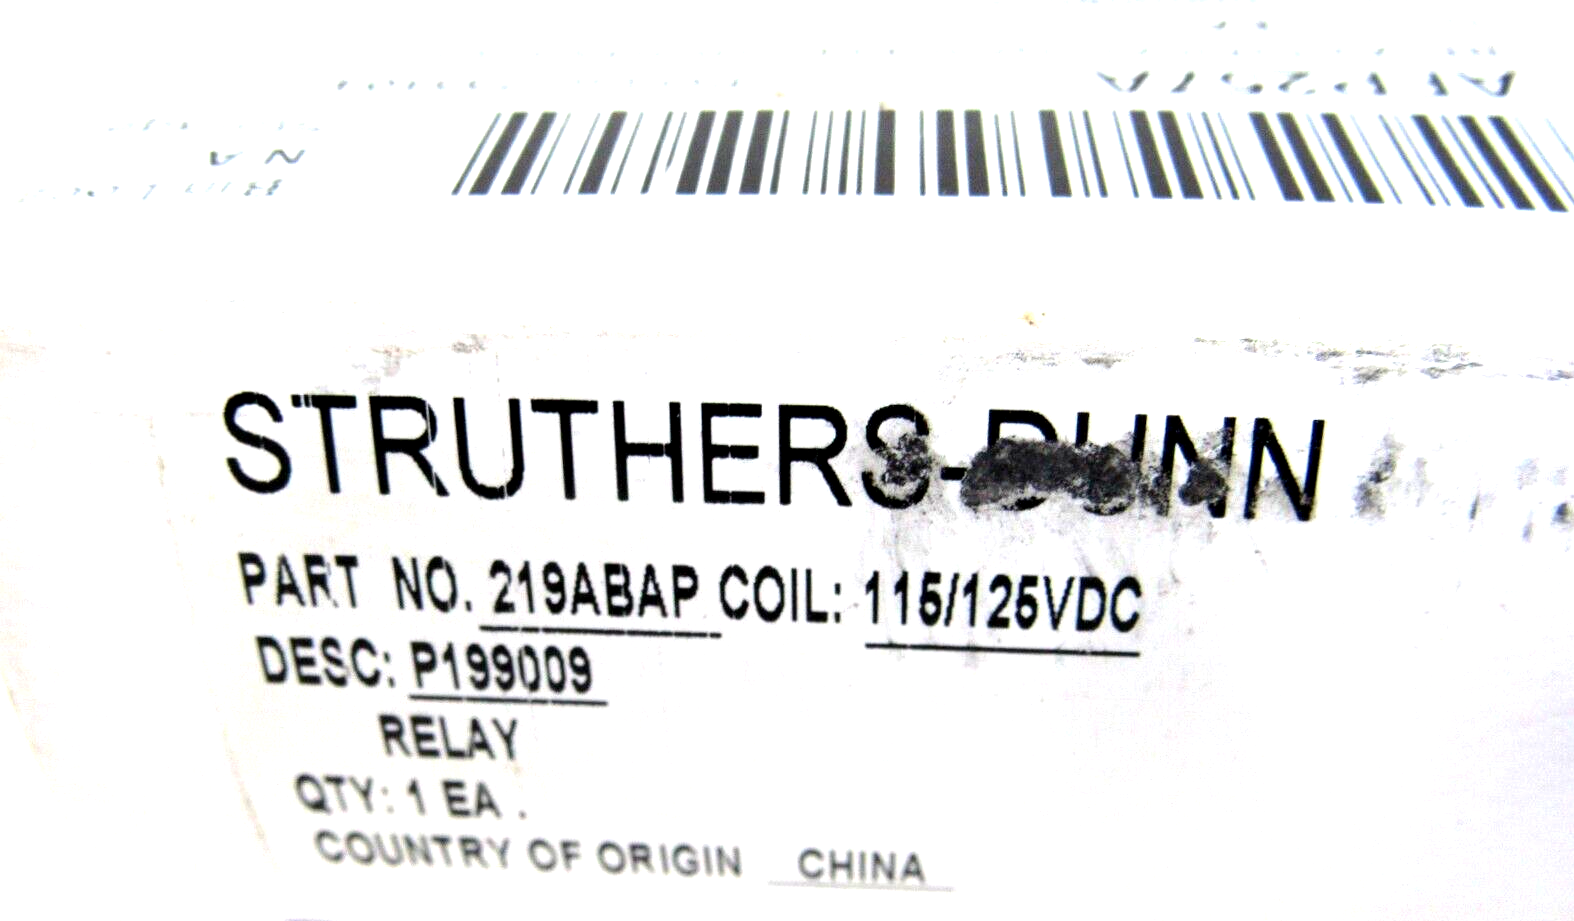 STRUTHERS-DUNN
PART NO. 219ABAP COIL: 115/125VDC
DESC: P199009
RELAY
QTY: 1 EA .
COUNTRY OF ORIGIN CHINA